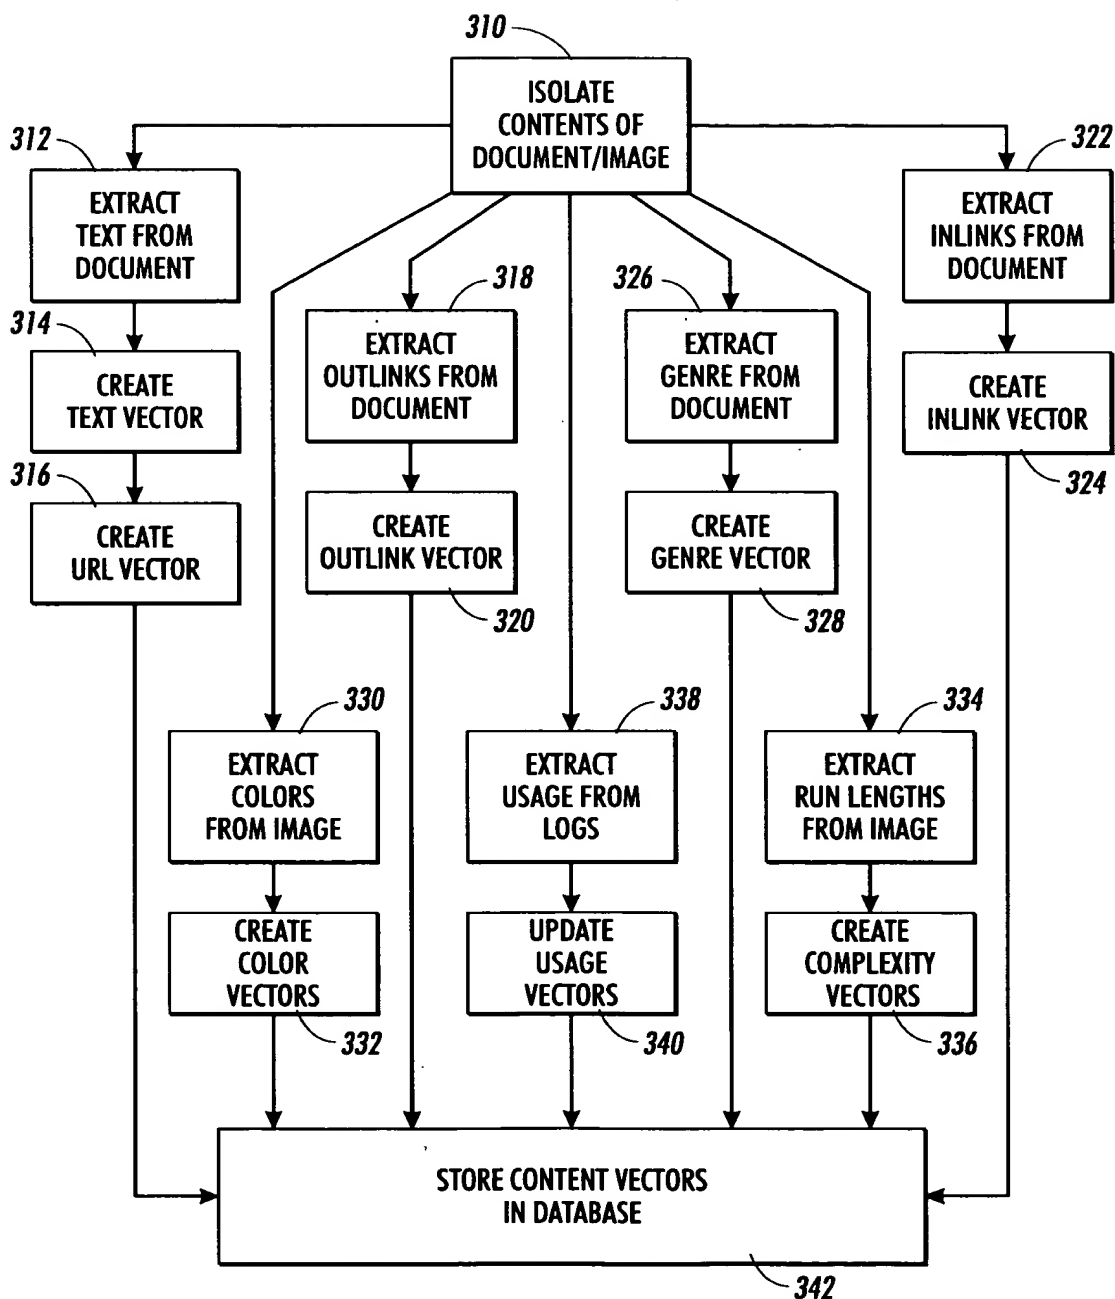 310
ISOLATE
CONTENTS OF
DOCUMENT/IMAGE
312
EXTRACT
TEXT FROM
DOCUMENT
322
EXTRACT
INLINKS FROM
DOCUMENT
318
EXTRACT
OUTLINKS FROM
DOCUMENT
326
EXTRACT
GENRE FROM
DOCUMENT
314
CREATE
TEXT VECTOR
CREATE
INLINK VECTOR
324
316
CREATE
URL VECTOR
CREATE
OUTLINK VECTOR
320
CREATE
GENRE VECTOR
328
330
EXTRACT
COLORS
FROM IMAGE
338
EXTRACT
USAGE FROM
LOGS
334
EXTRACT
RUN LENGTHS
FROM IMAGE
CREATE
COLOR
VECTORS
332
UPDATE
USAGE
VECTORS
340
CREATE
COMPLEXITY
VECTORS
336
STORE CONTENT VECTORS
IN DATABASE
342